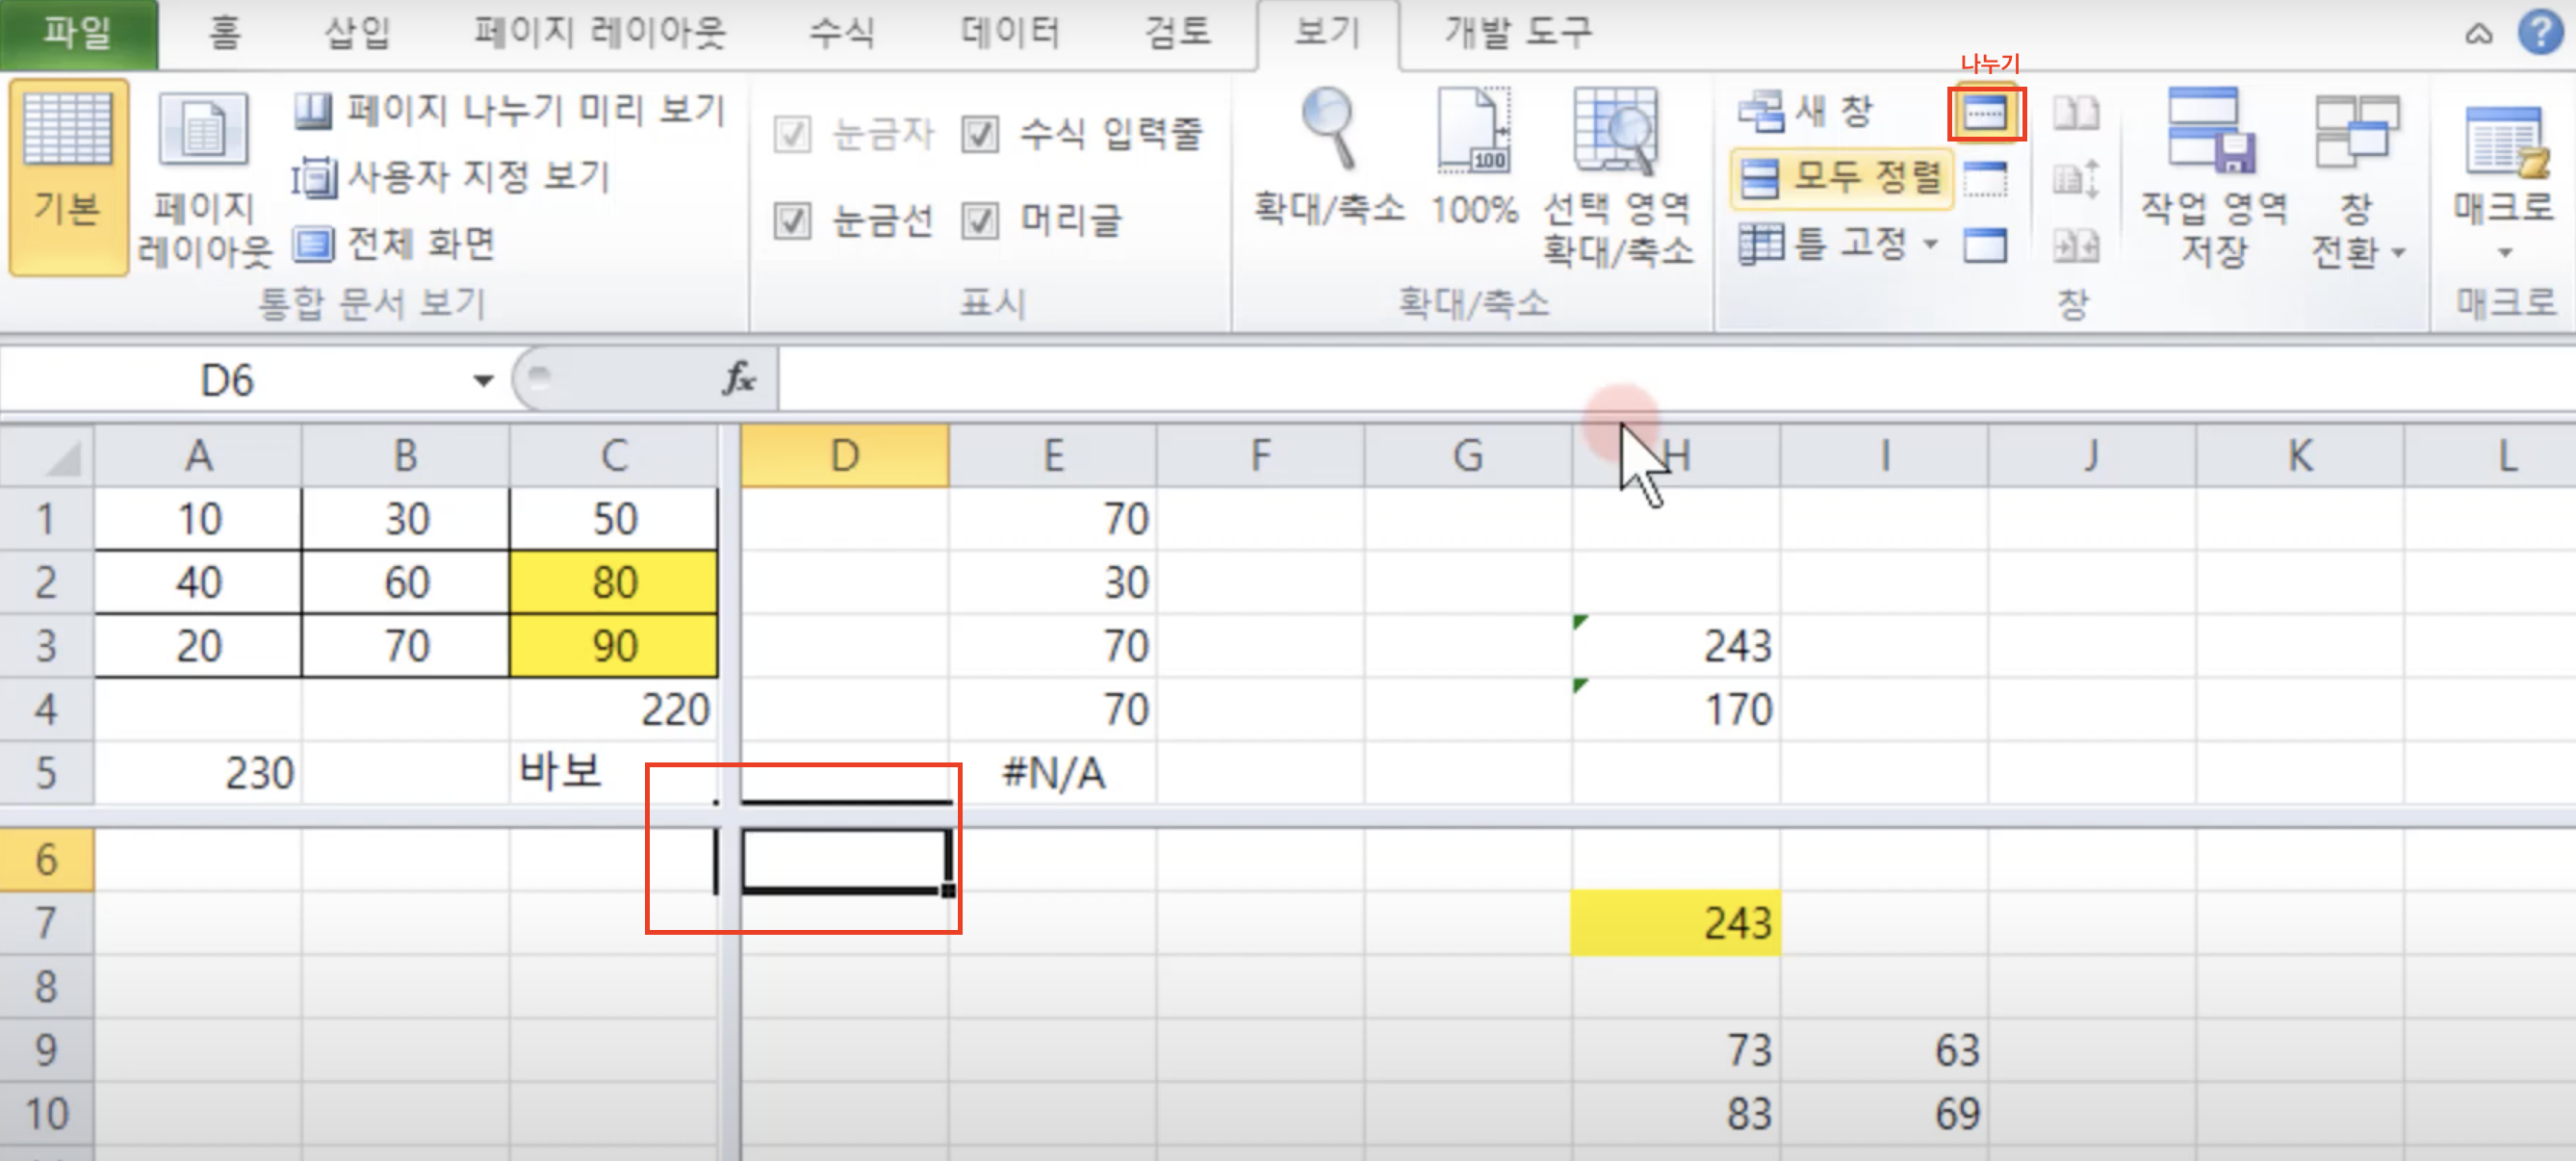 파일 홈 삽입 페이지 레이아웃 수식 데이터 검토 보기 개발 도구
나누기
기본
페이지
레이아웃
페이지 나누기 미리 보기
사용자 지정 보기
전체 화면
통합 문서 보기
눈금자 수식 입력줄
눈금선 머리글
표시
확대/축소
100
100%
선택 영역
확대/축소
확대/축소
새 창
모두 정렬
틀 고정
작업 영역
저장
창
전환
창
매크로
매크로
D6 fx
A B C D E F G H I J K L
1 10 30 50 70
2 40 60 80 30
3 20 70 90 70 243
4 220 70 170
5 230 바보 #N/A
6
7 243
8
9 73 63
10 83 69